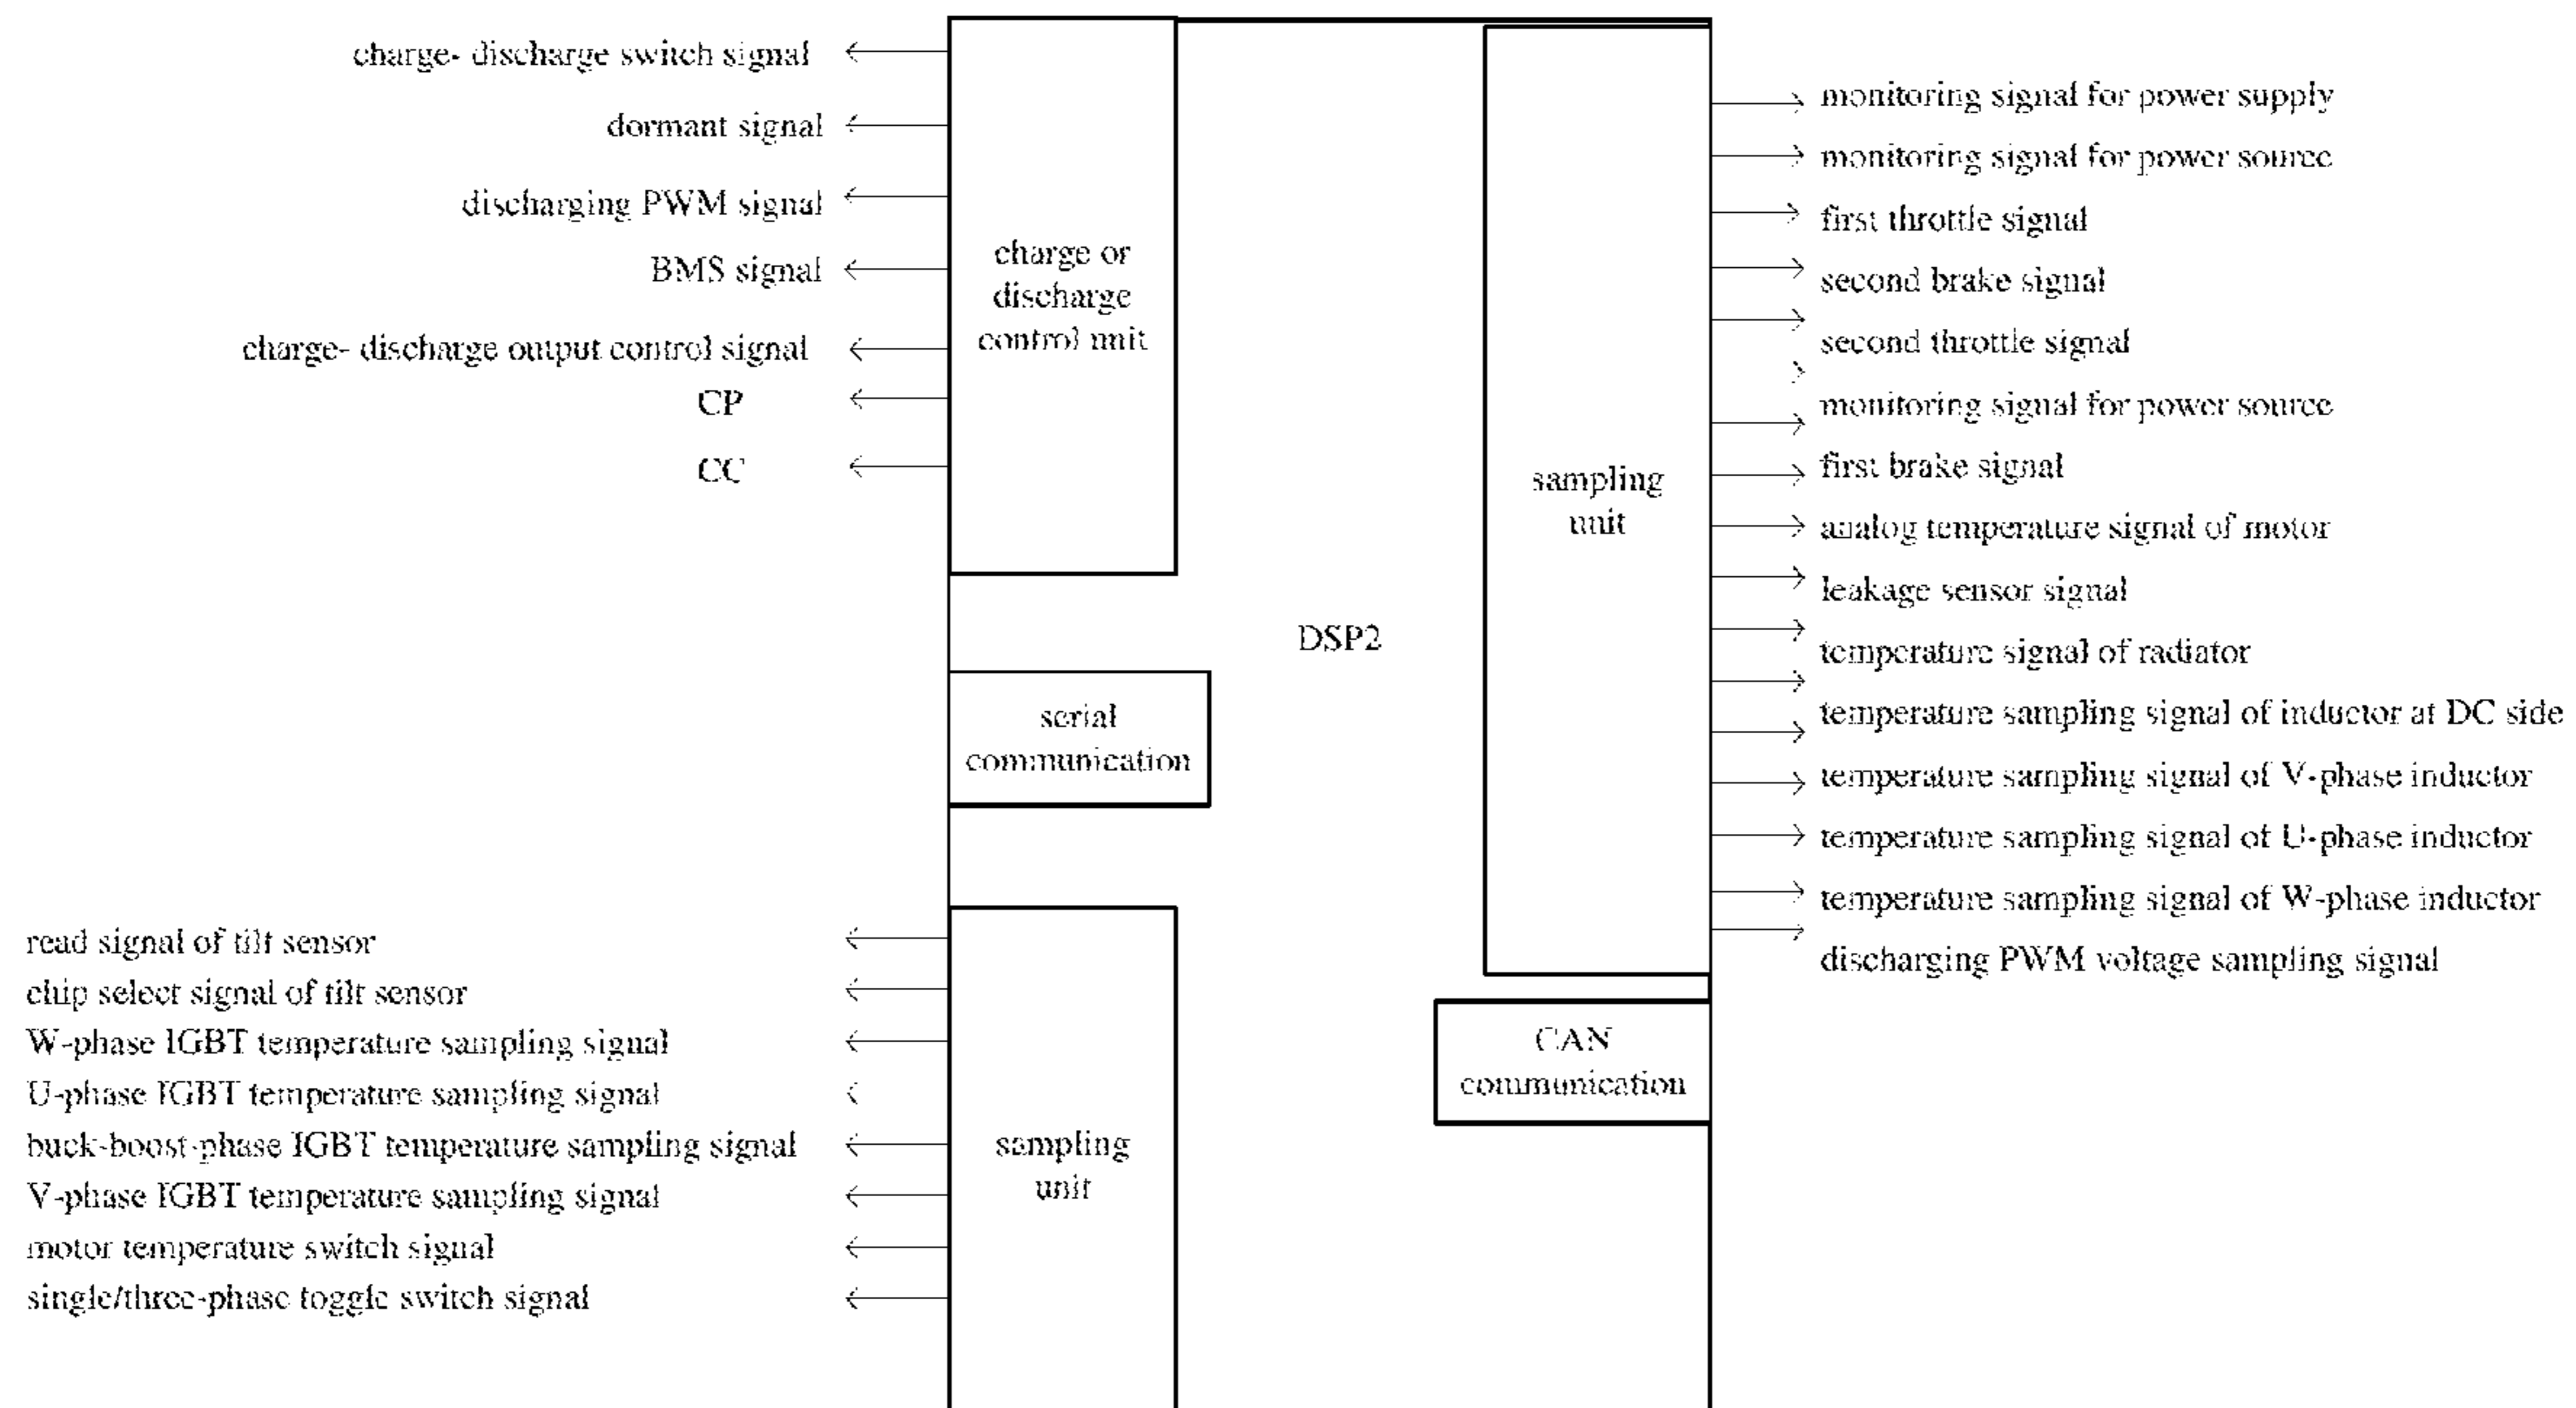 charge- discharge switch signal
dormant signal
discharging PWM signal
BMS signal
charge- discharge output control signal
CP
CC
charge or
discharge
control unit
serial
communication
read signal of tilt sensor
chip select signal of tilt sensor
W-phase IGBT temperature sampling signal
U-phase IGBT temperature sampling signal
buck-boost-phase IGBT temperature sampling signal
V-phase IGBT temperature sampling signal
motor temperature switch signal
single/three-phase toggle switch signal
sampling
unit
DSP2
sampling
unit
CAN
communication
monitoring signal for power supply
monitoring signal for power source
first throttle signal
second brake signal
second throttle signal
monitoring signal for power source
first brake signal
analog temperature signal of motor
leakage sensor signal
temperature signal of radiator
temperature sampling signal of inductor at DC side
temperature sampling signal of V-phase inductor
temperature sampling signal of U-phase inductor
temperature sampling signal of W-phase inductor
discharging PWM voltage sampling signal